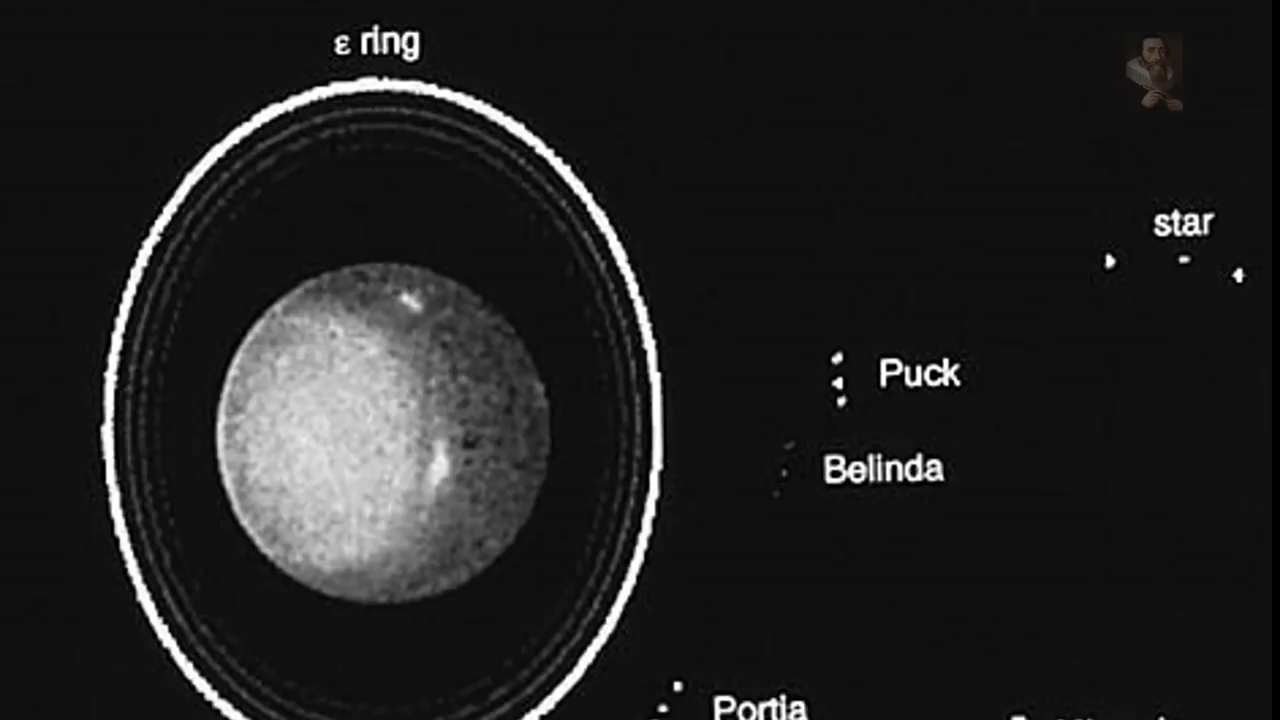 ε ring
star
Puck
Belinda
Portia